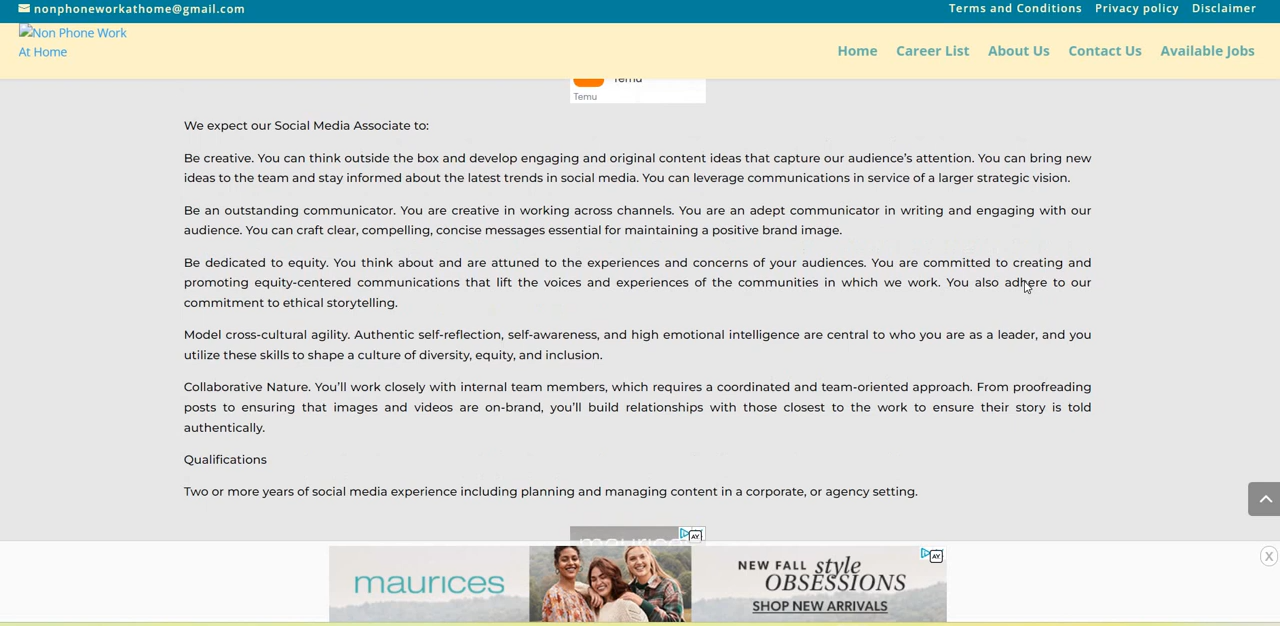 nonphoneworkathome@gmail.com
Terms and Conditions Privacy policy Disclaimer
Non Phone Work
At Home
Home Career List About Us Contact Us Available Jobs
Temu
Temu
We expect our Social Media Associate to:
Be creative. You can think outside the box and develop engaging and original content ideas that capture our audience's attention. You can bring new
ideas to the team and stay informed about the latest trends in social media. You can leverage communications in service of a larger strategic vision.
Be an outstanding communicator. You are creative in working across channels. You are an adept communicator in writing and engaging with our
audience. You can craft clear, compelling, concise messages essential for maintaining a positive brand image.
Be dedicated to equity. You think about and are attuned to the experiences and concerns of your audiences. You are committed to creating and
promoting equity-centered communications that lift the voices and experiences of the communities in which we work. You also adhere to our
commitment to ethical storytelling.
Model cross-cultural agility. Authentic self-reflection, self-awareness, and high emotional intelligence are central to who you are as a leader, and you
utilize these skills to shape a culture of diversity, equity, and inclusion.
Collaborative Nature. You'll work closely with internal team members, which requires a coordinated and team-oriented approach. From proofreading
posts to ensuring that images and videos are on-brand, you'll build relationships with those closest to the work to ensure their story is told
authentically.
Qualifications
Two or more years of social media experience including planning and managing content in a corporate, or agency setting.
maurices
AY
X
maurices
NEW FALL style
OBSESSIONS
SHOP NEW ARRIVALS
AY